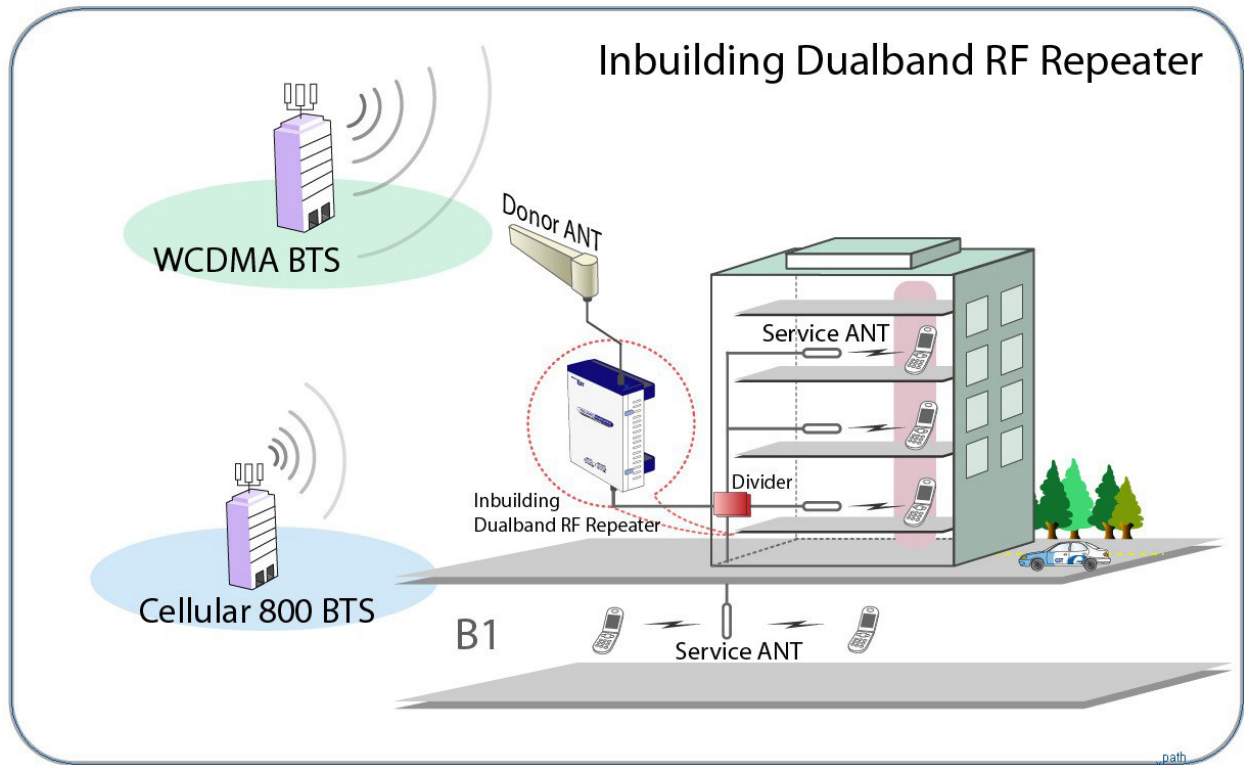 Inbuilding Dualband RF Repeater
Donor ANT
WCDMA BTS
Service ANT
Divider
Inbuilding
Dualband RF Repeater
Cellular 800 BTS
B1
Service ANT
path